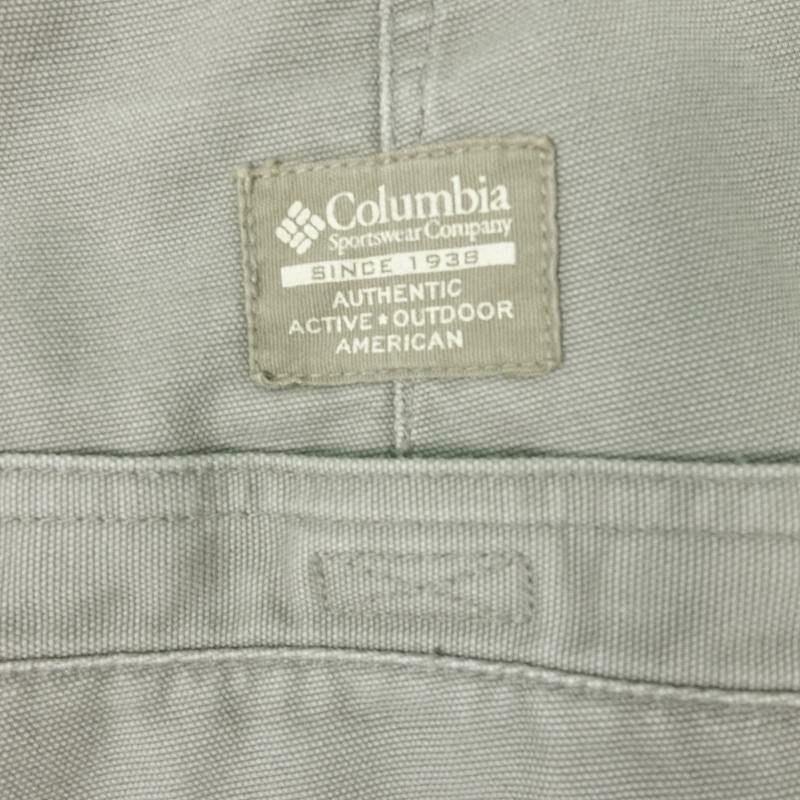 Columbia
Sportswear Company
SINCE 1938
AUTHENTIC
ACTIVE★OUTDOOR
AMERICAN